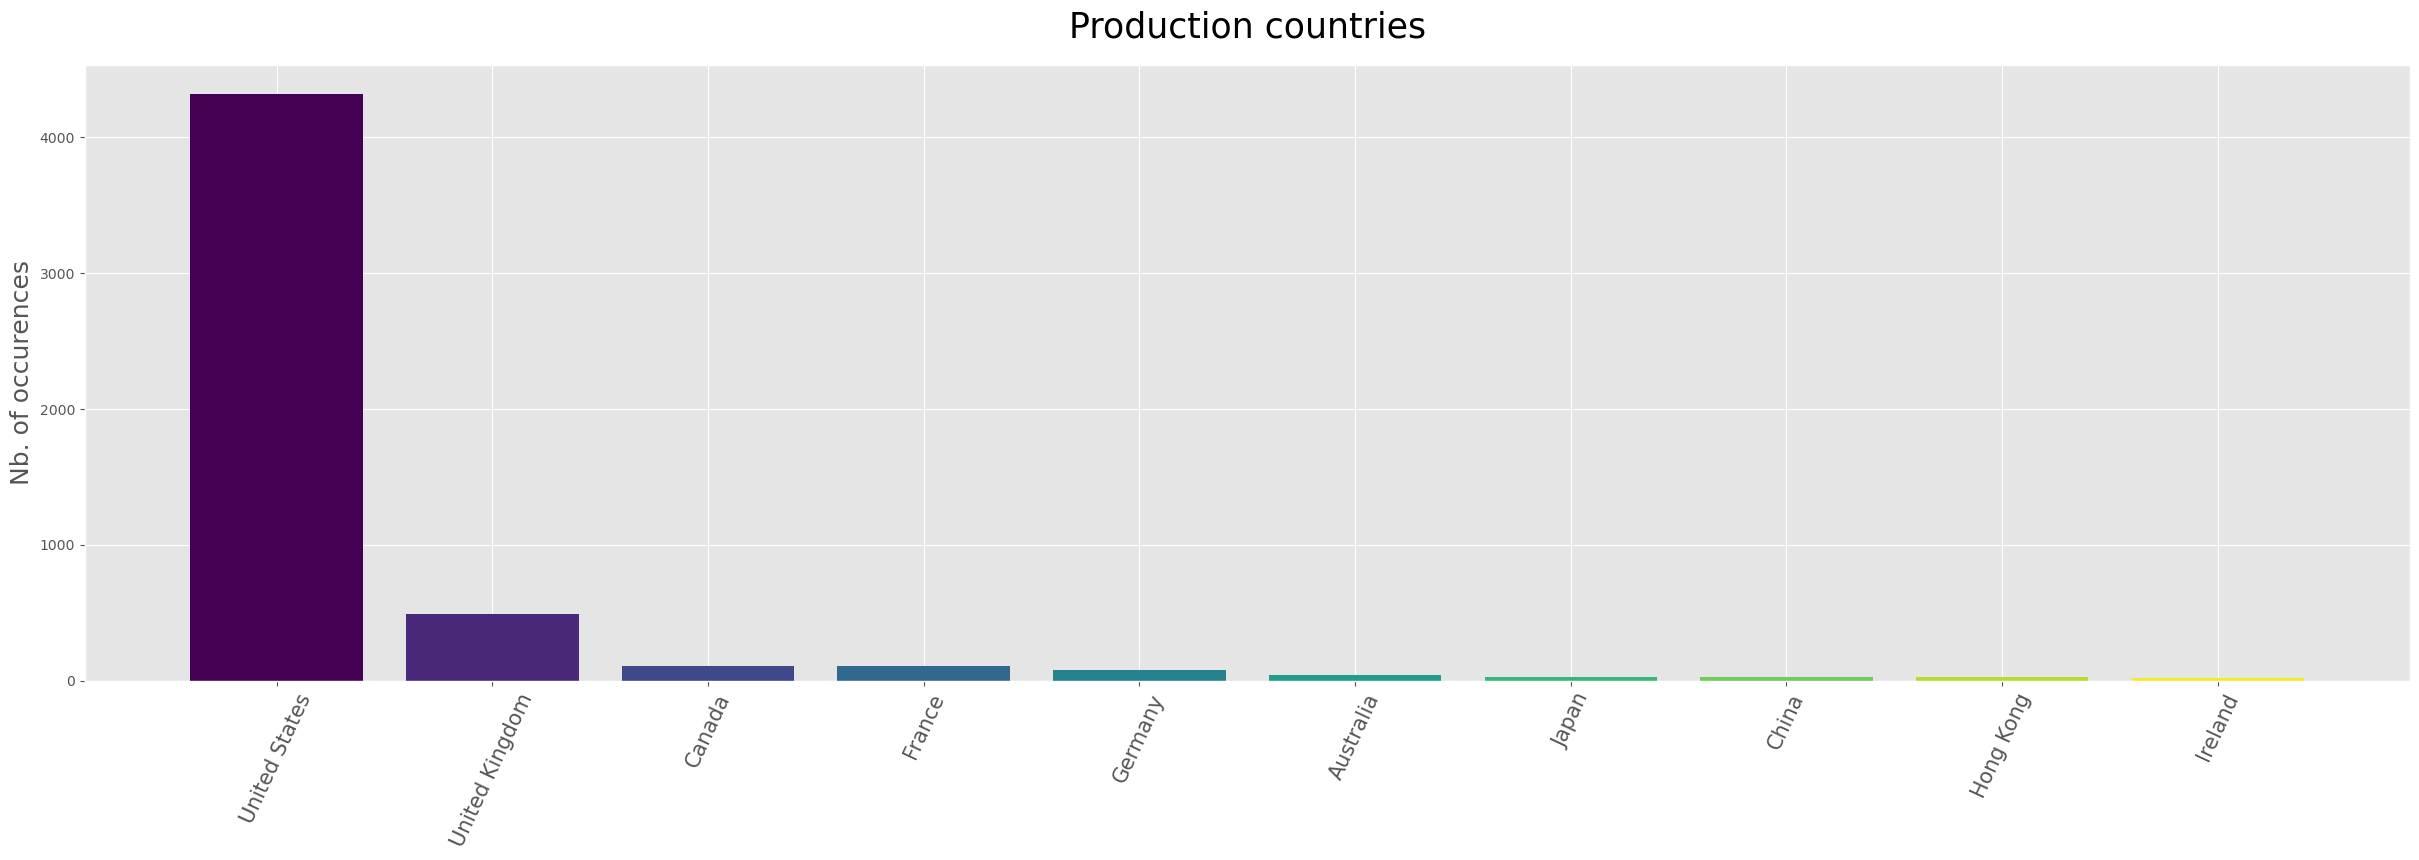 Production countries
Nb. of occurences
4000
3000
2000
1000
0
United States
United Kingdom
Canada
France
Germany
Australia
Japan
China
Hong Kong
Ireland